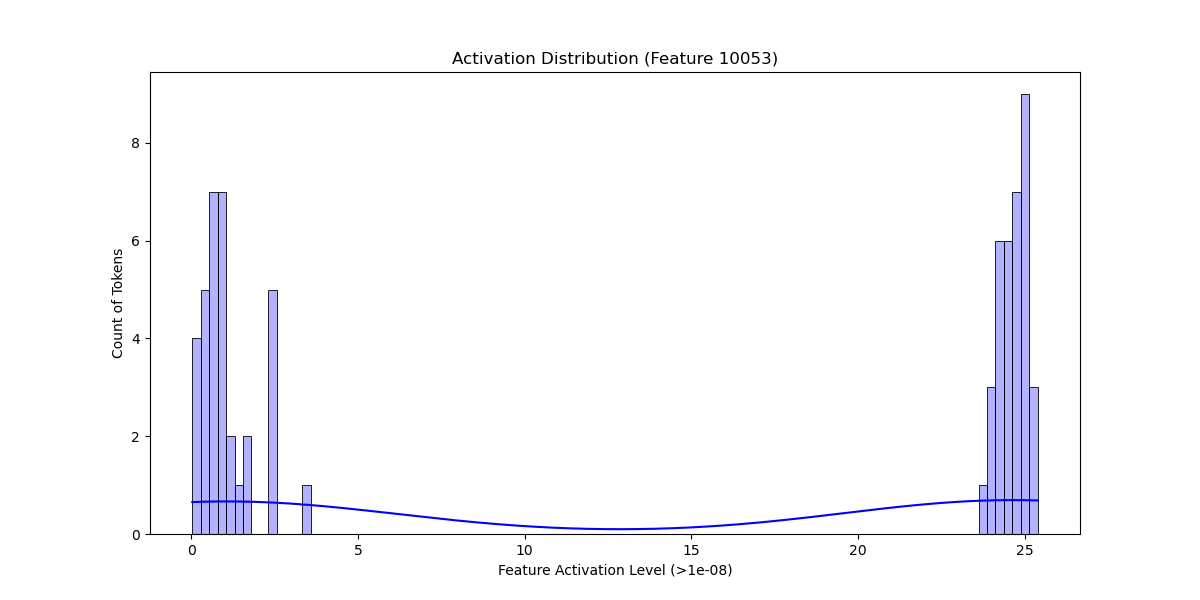 Activation Distribution (Feature 10053)
8
6
4
2
0
Count of Tokens
0 5 10 15 20 25
Feature Activation Level (>1e-08)